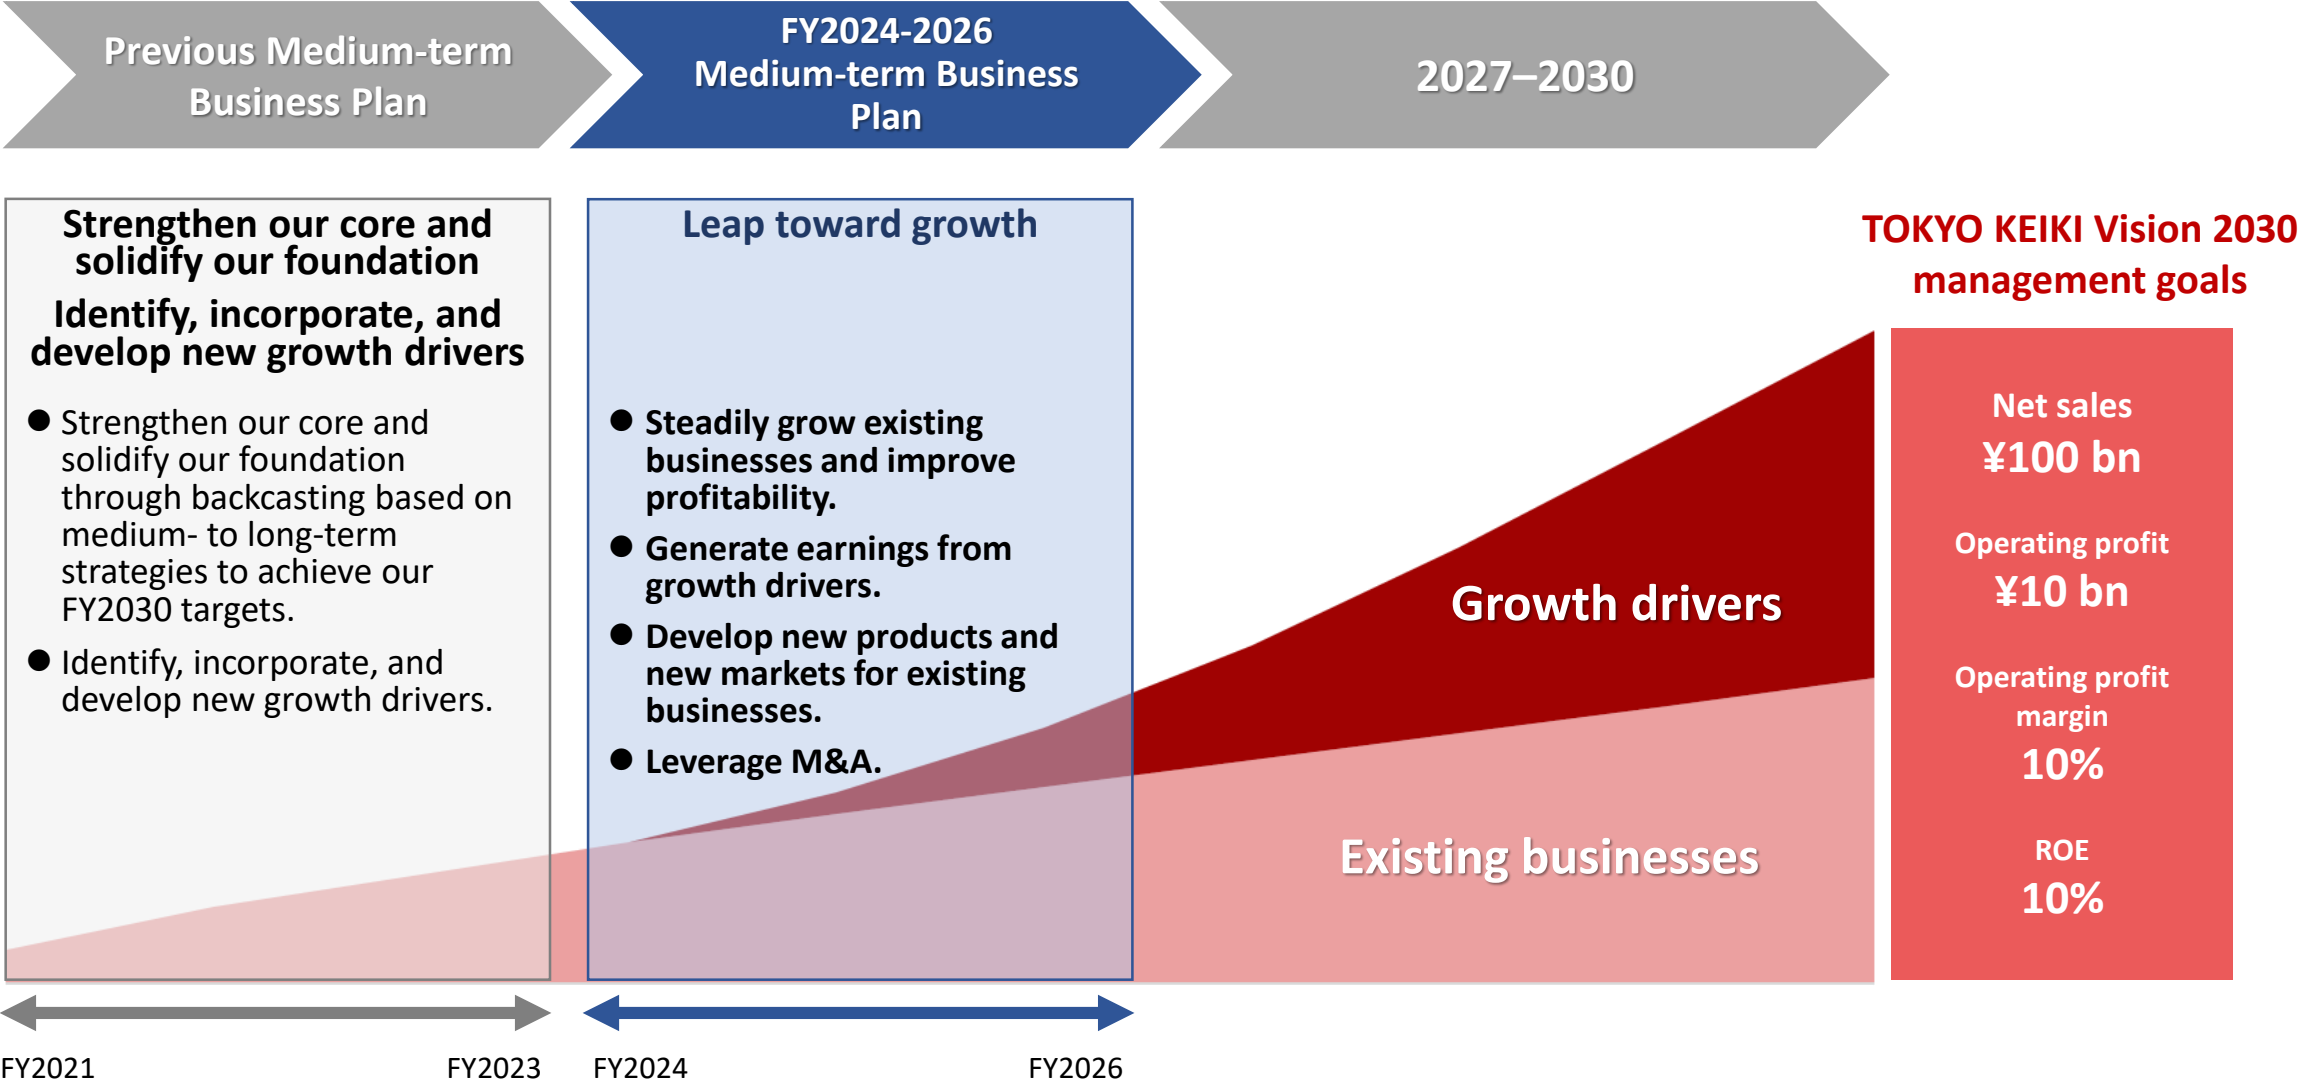 Previous Medium-term
Business Plan
FY2024-2026
Medium-term Business
Plan
2027–2030
Strengthen our core and
solidify our foundation
Identify, incorporate, and
develop new growth drivers
● Strengthen our core and
solidify our foundation
through backcasting based on
medium- to long-term
strategies to achieve our
FY2030 targets.
● Identify, incorporate, and
develop new growth drivers.
Leap toward growth
● Steadily grow existing
businesses and improve
profitability.
● Generate earnings from
growth drivers.
● Develop new products and
new markets for existing
businesses.
● Leverage M&A.
Growth drivers
Existing businesses
TOKYO KEIKI Vision 2030
management goals
Net sales
¥100 bn
Operating profit
¥10 bn
Operating profit
margin
10%
ROE
10%
FY2021
FY2023
FY2024
FY2026